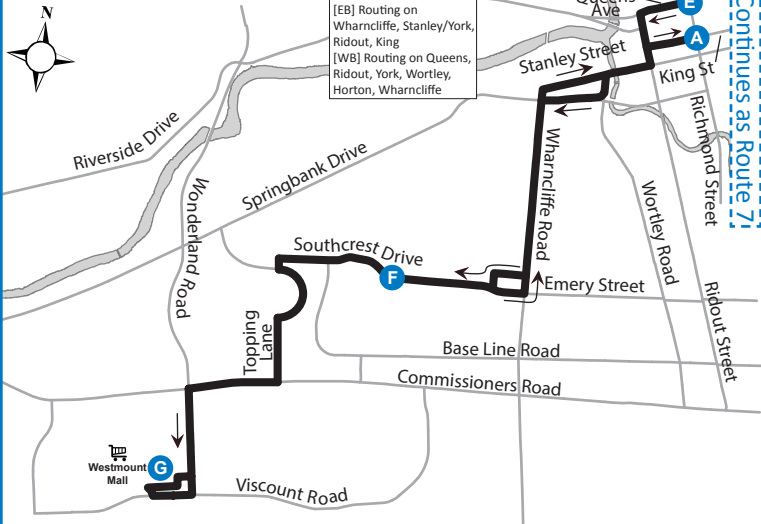 Queens
Ave
E
A
Continues as Route 7
N
[EB] Routing on
Wharncliffe, Stanley/York,
Ridout, King
[WB] Routing on Queens,
Ridout, York, Wortley,
Horton, Wharncliffe
Stanley Street
King St
Richmond Street
Riverside Drive
Springbank Drive
Wonderland Road
Wharncliffe Road
Wortley Road
Ridout Street
Southcrest Drive
F
Emery Street
Topping
Lane
Base Line Road
Commissioners Road
Westmount
Mall
G
Viscount Road